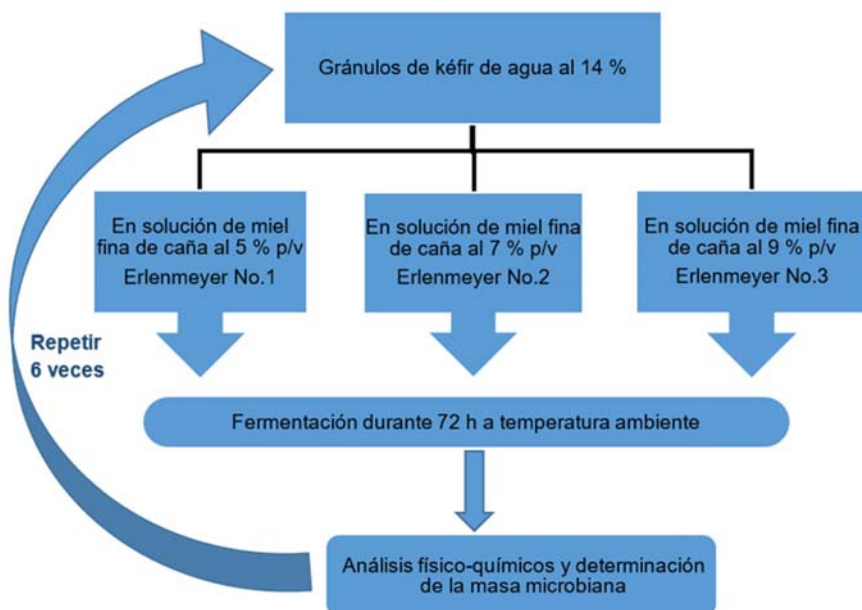 Gránulos de kéfir de agua al 14 %
En solución de miel
fina de caña al 5 % p/v
Erlenmeyer No.1
En solución de miel fina
de caña al 7 % p/v
Erlenmeyer No.2
En solución de miel fina
de caña al 9 % p/v
Erlenmeyer No.3
Repetir
6 veces
Fermentación durante 72 h a temperatura ambiente
Análisis físico-químicos y determinación
de la masa microbiana